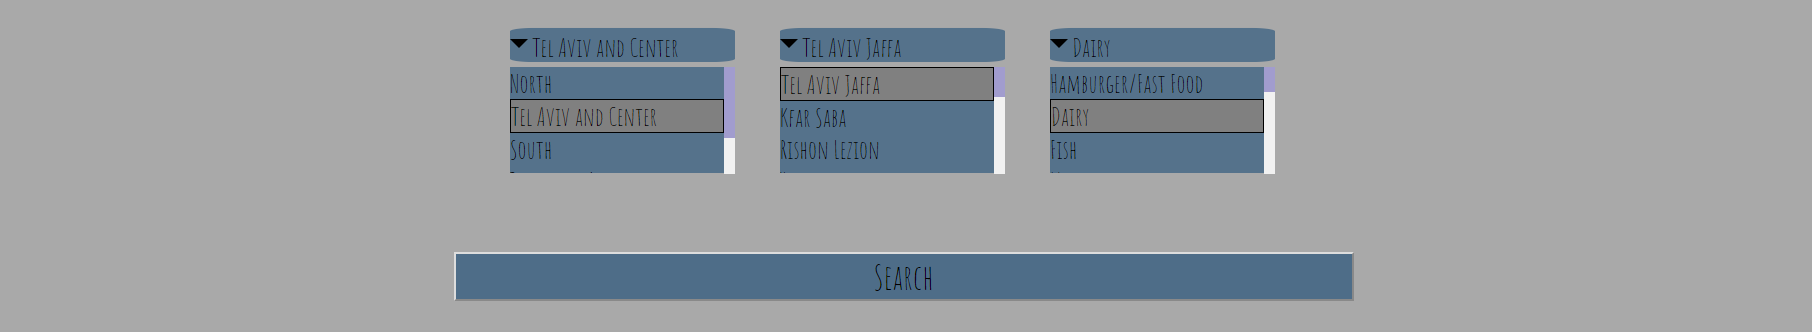 Tel Aviv and Center
North
Tel Aviv and Center
South
Tel Aviv Jaffa
Tel Aviv Jaffa
Kfar Saba
Rishon Lezion
Dairy
Hamburger/Fast Food
Dairy
Fish
Search